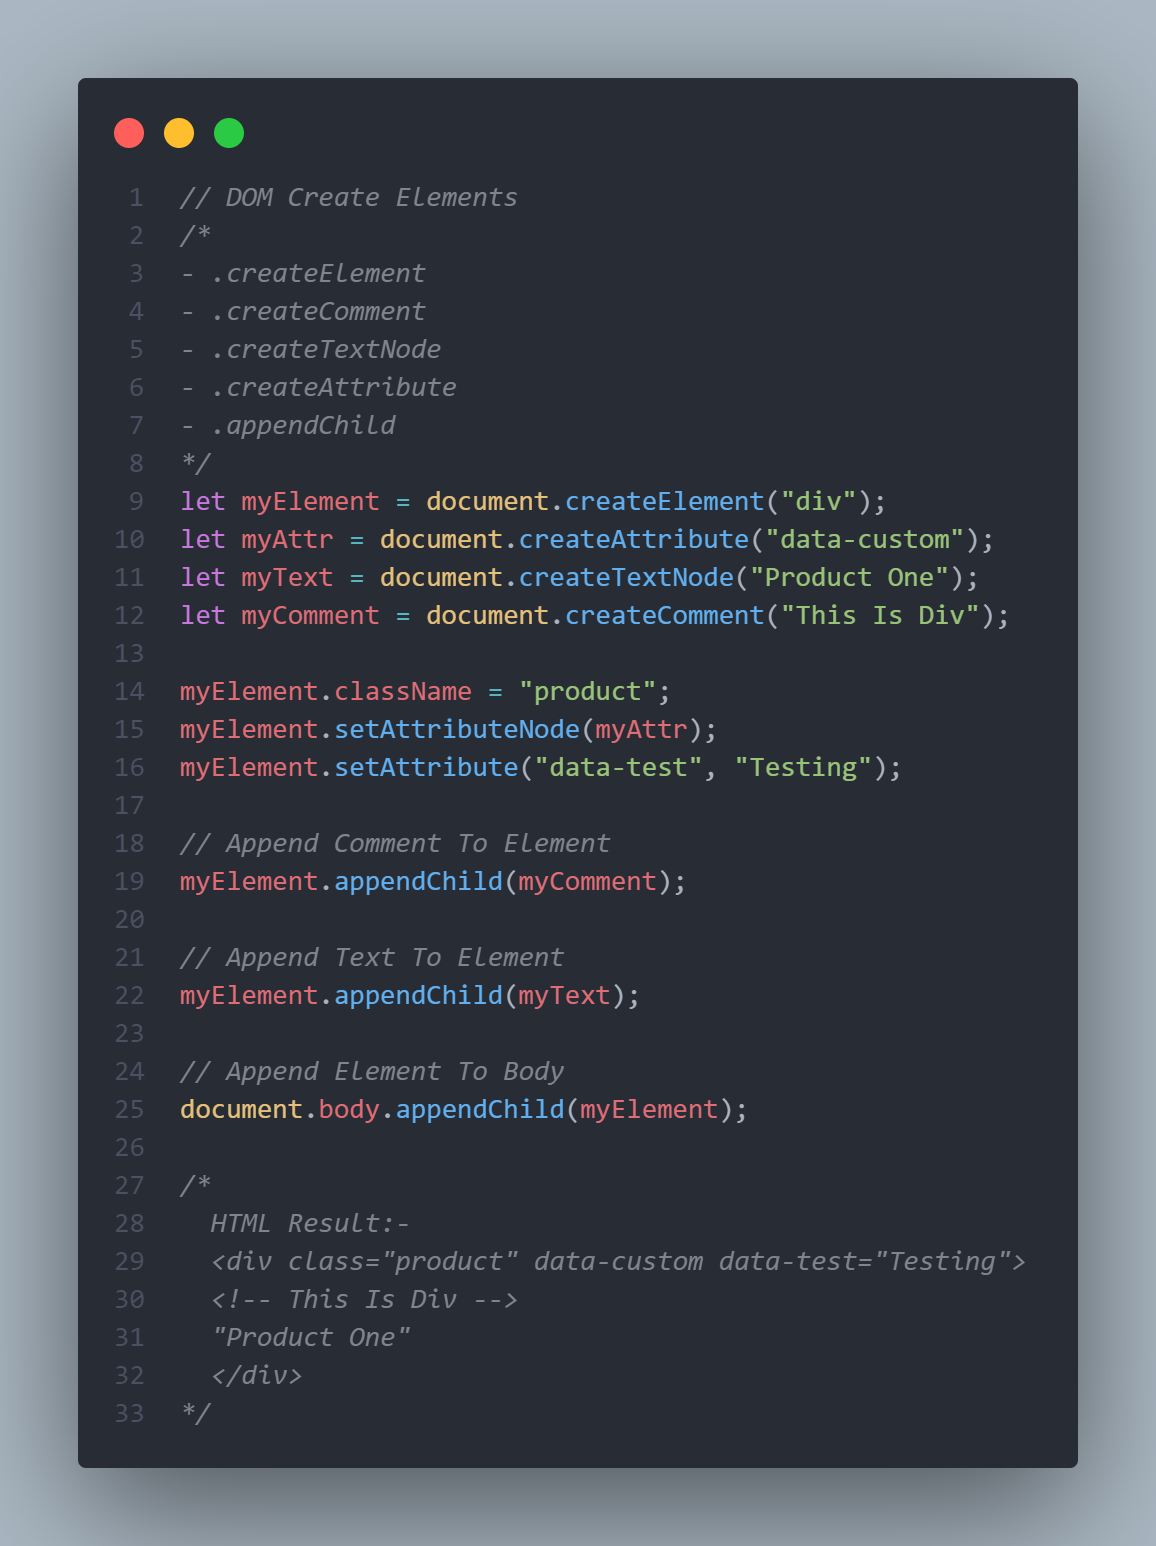 1 // DOM Create Elements
2 /*
3 - .createElement
4 - .createComment
5 - .createTextNode
6 - .createAttribute
7 - .appendChild
8 */
9 let myElement = document.createElement("div");
10 let myAttr = document.createAttribute("data-custom");
11 let myText = document.createTextNode("Product One");
12 let myComment = document.createComment("This Is Div");
13
14 myElement.className = "product";
15 myElement.setAttributeNode(myAttr);
16 myElement.setAttribute("data-test", "Testing");
17
18 // Append Comment To Element
19 myElement.appendChild(myComment);
20
21 // Append Text To Element
22 myElement.appendChild(myText);
23
24 // Append Element To Body
25 document.body.appendChild(myElement);
26
27 /*
28   HTML Result:-
29   <div class="product" data-custom data-test="Testing">
30   <!-- This Is Div -->
31   "Product One"
32   </div>
33 */